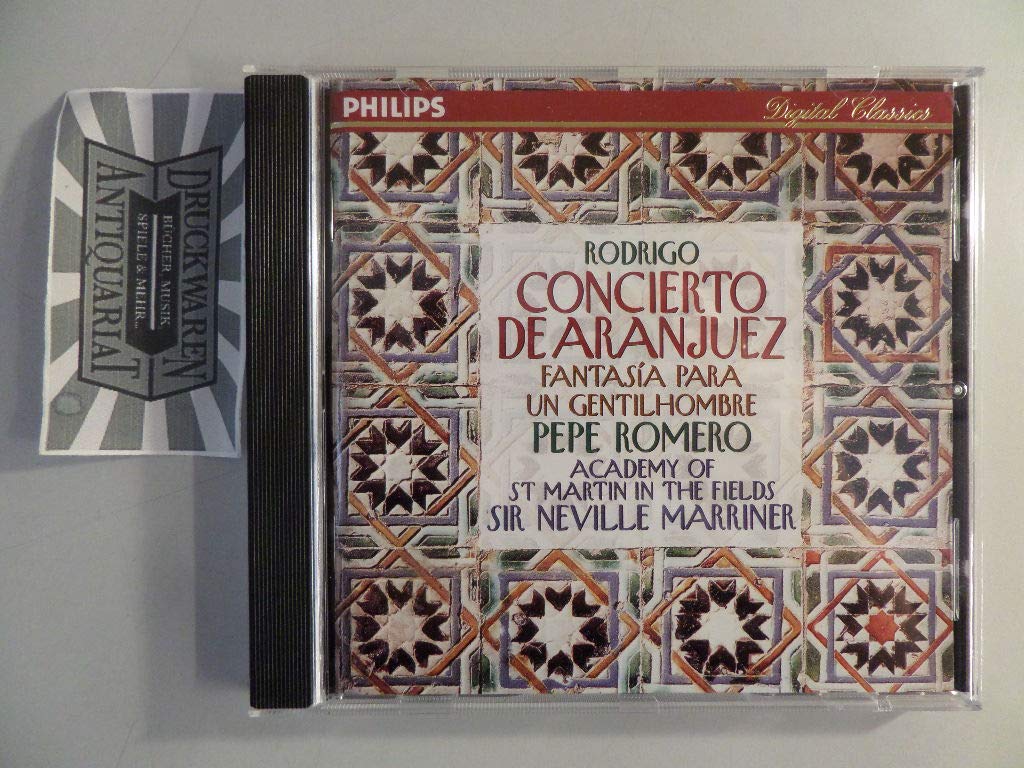 PHILIPS
Digital Classics
RODRIGO
CONCIERTO
DE ARANJUEZ
FANTASÍA PARA
UN GENTILHOMBRE
PEPE ROMERO
ACADEMY OF
ST MARTIN IN THE FIELDS
SIR NEVILLE MARRINER
DRUCKWAREN
BÜCHER MUSIK
SPIELE & MEHR...
ANTIQUARIAT